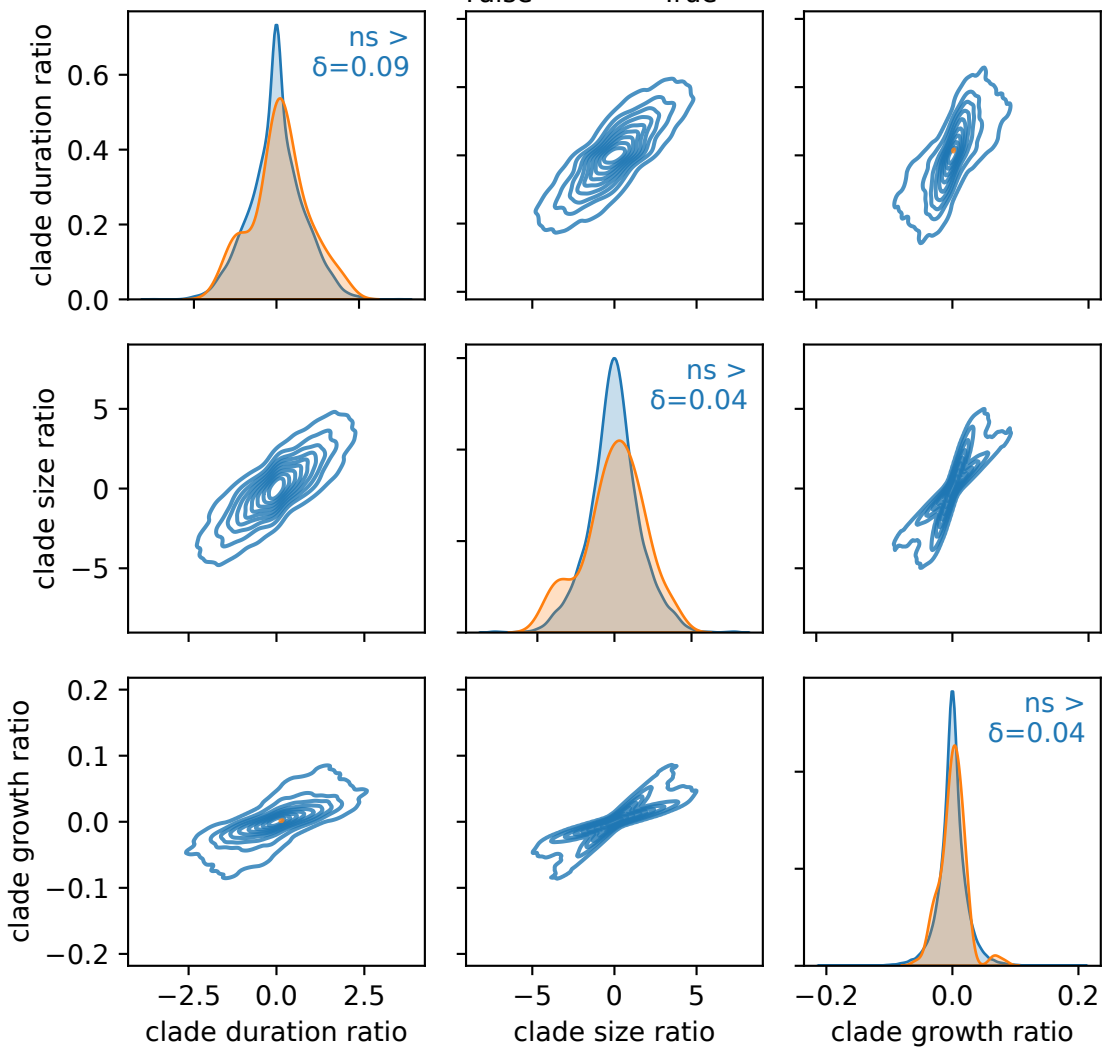 False True
clade duration ratio
0.6
0.4
0.2
0.0
ns >
δ=0.09
clade size ratio
5
0
−5
ns >
δ=0.04
clade growth ratio
0.2
0.1
0.0
−0.1
−0.2
ns >
δ=0.04
−2.5 0.0 2.5
−5 0 5
−0.2 0.0 0.2
clade duration ratio
clade size ratio
clade growth ratio